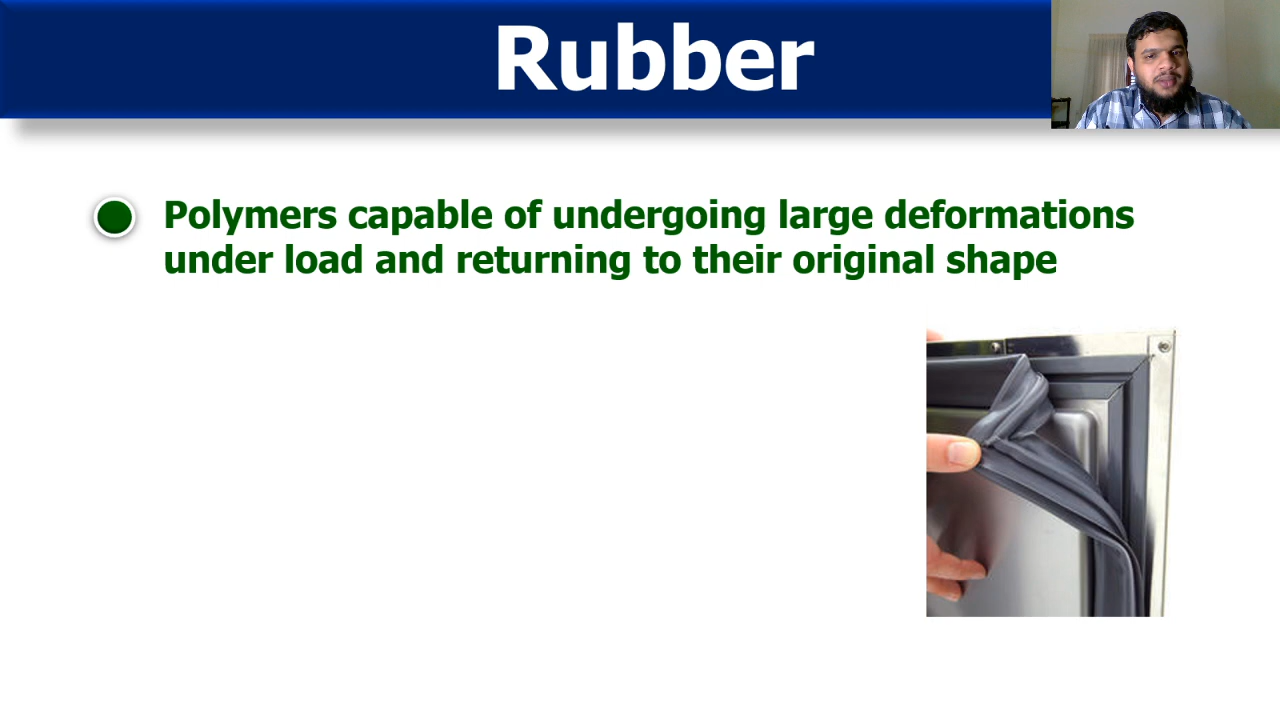 Rubber
Polymers capable of undergoing large deformations
under load and returning to their original shape